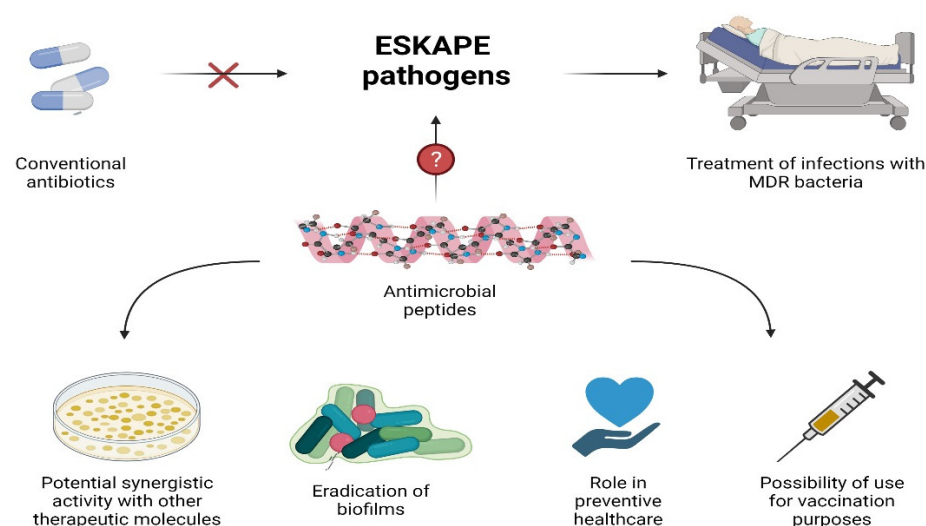 ESKAPE
pathogens
Conventional
antibiotics
?
Treatment of infections with
MDR bacteria
Antimicrobial
peptides
Potential synergistic
activity with other
therapeutic molecules
Eradication of
biofilms
Role in
preventive
healthcare
Possibility of use
for vaccination
purposes